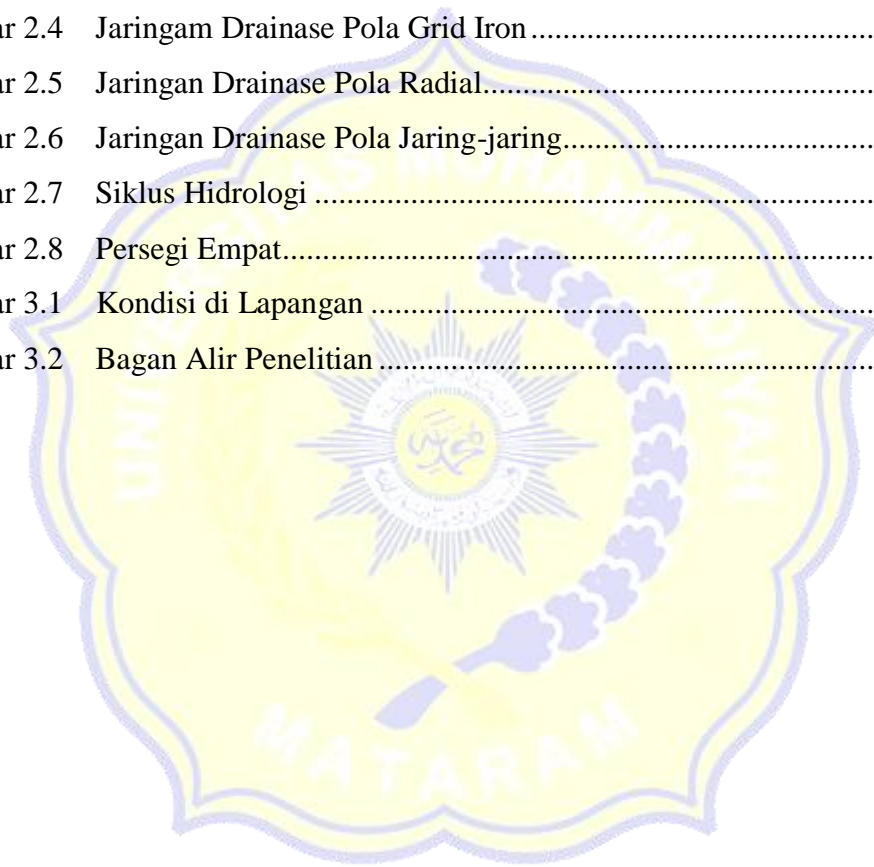 ar 2.4 Jaringam Drainase Pola Grid Iron ........................................
ar 2.5 Jaringan Drainase Pola Radial..............................................
ar 2.6 Jaringan Drainase Pola Jaring-jaring....................................
ar 2.7 Siklus Hidrologi ..................................................................
ar 2.8 Persegi Empat.......................................................................
ar 3.1 Kondisi di Lapangan ...........................................................
ar 3.2 Bagan Alir Penelitian ..........................................................
UNIVERSITAS MUHAMMADIYAH
MATARAM